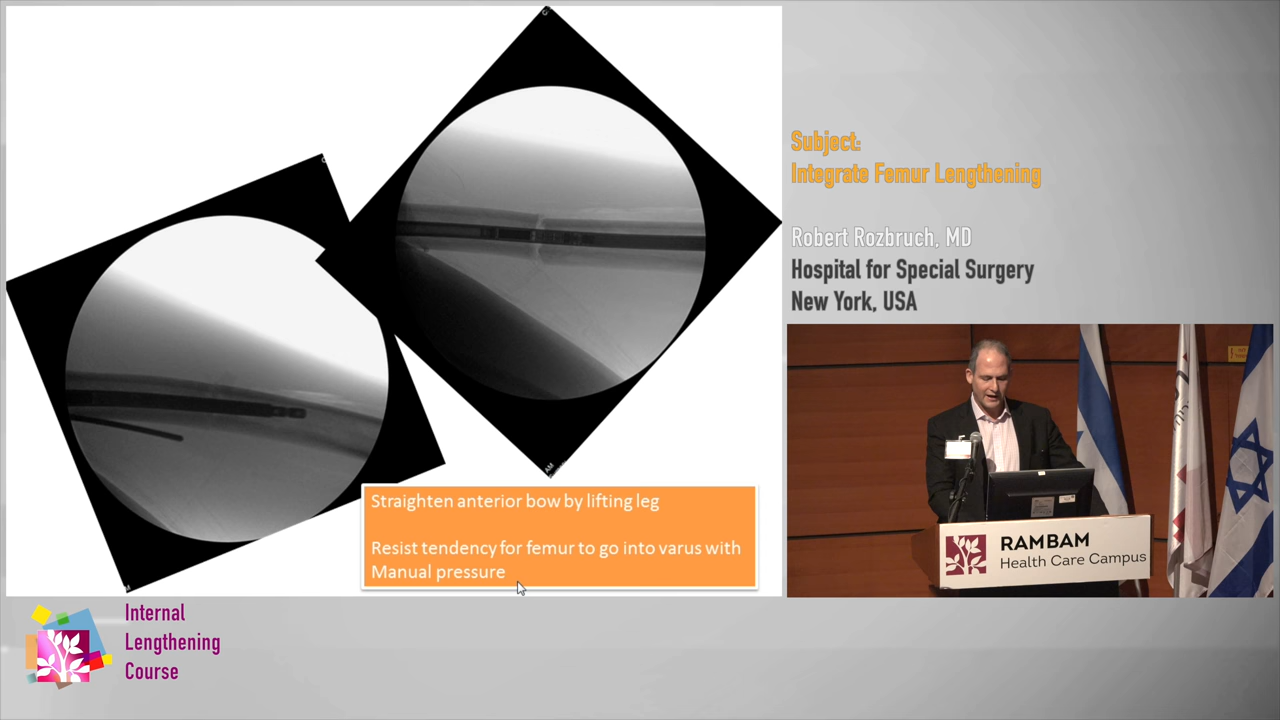 Straighten anterior bow by lifting leg
Resist tendency for femur to go into varus with
Manual pressure
Subject:
Integrate Femur Lengthening
Robert Rozbruch, MD
Hospital for Special Surgery
New York, USA
RAMBAM
Health Care Campus
Internal
Lengthening
Course